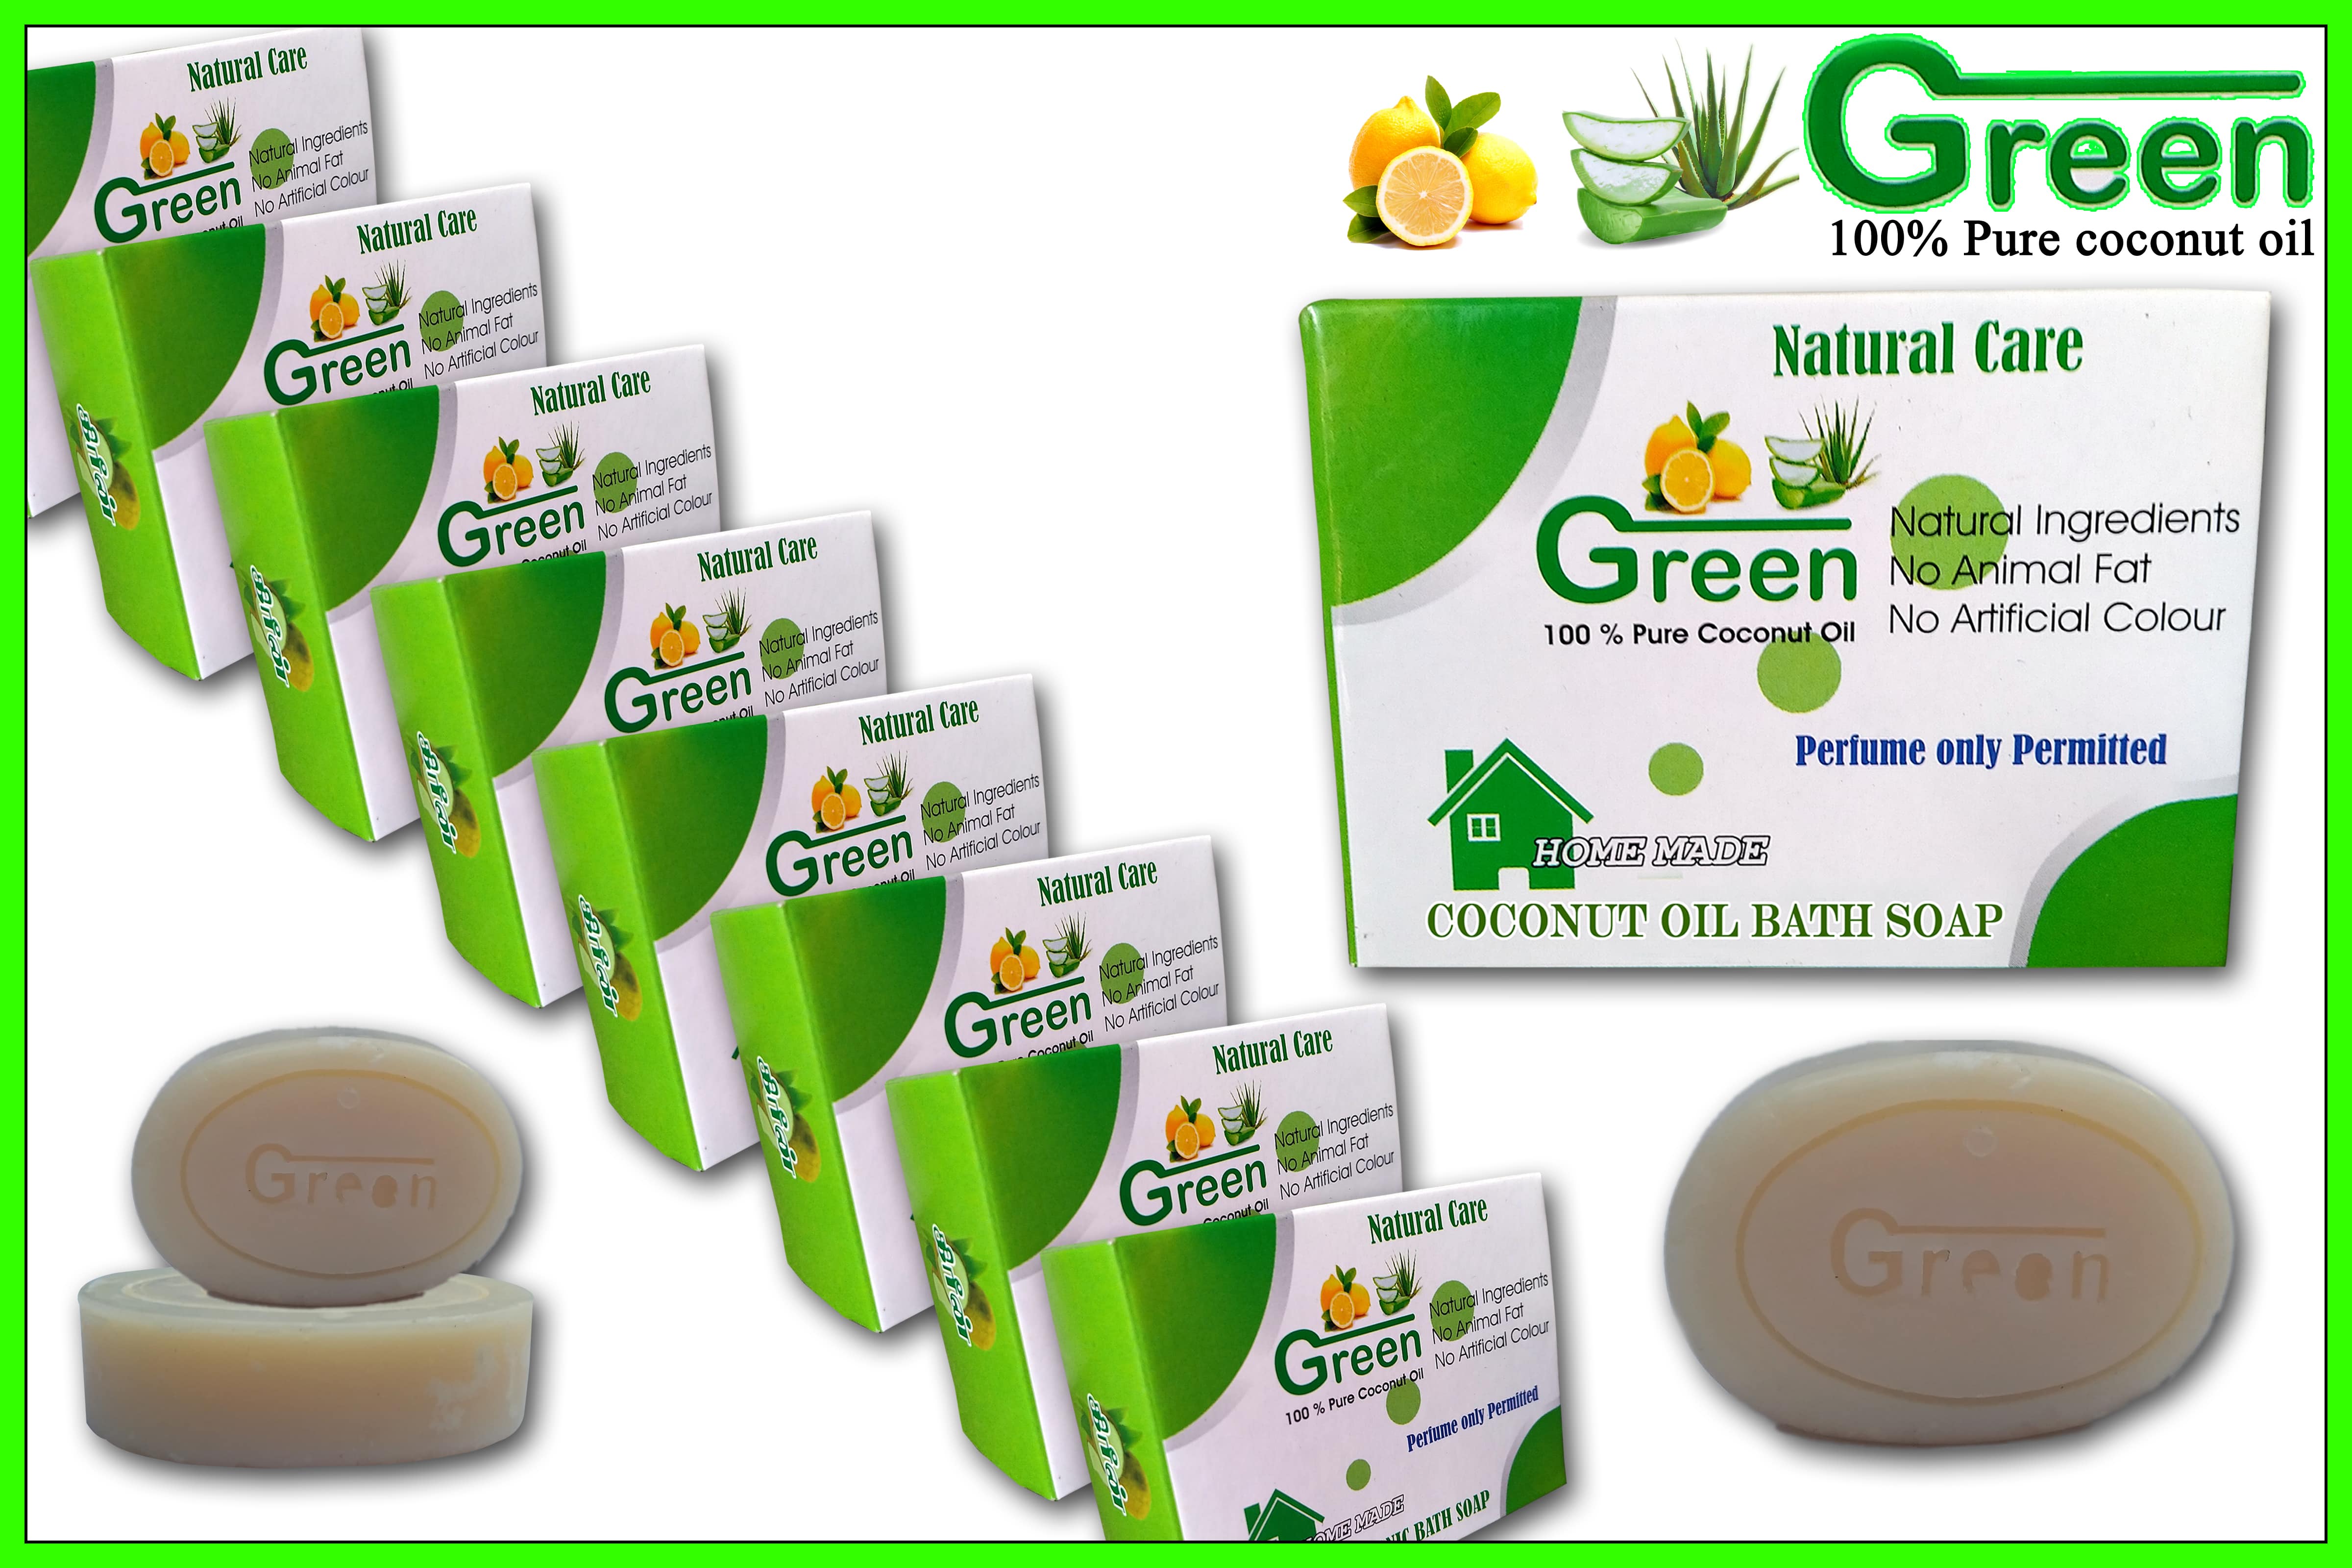 Green
100% Pure coconut oil
Natural Care
Green
100 % Pure Coconut Oil
Natural Ingredients
No Animal Fat
No Artificial Colour
Perfume only Permitted
HOME MADE
COCONUT OIL BATH SOAP
Natural Care
Natural Ingredients
No Animal Fat
No Artificial Colour
Green
Natural Care
Natural Ingredients
No Animal Fat
No Artificial Colour
Green
Natural Care
Natural Ingredients
No Animal Fat
No Artificial Colour
Green
Coconut Oil
Natural Care
Natural Ingredients
No Animal Fat
No Artificial Colour
Green
Natural Care
Natural Ingredients
No Animal Fat
No Artificial Colour
Green
Natural Care
Natural Ingredients
No Animal Fat
No Artificial Colour
Green
Coconut Oil
Natural Care
Natural Ingredients
No Animal Fat
No Artificial Colour
Green
Coconut Oil
Natural Care
Natural Ingredients
No Animal Fat
No Artificial Colour
Green
100 % Pure Coconut Oil
Perfume only Permitted
HOME MADE
BATH SOAP
Green
Green